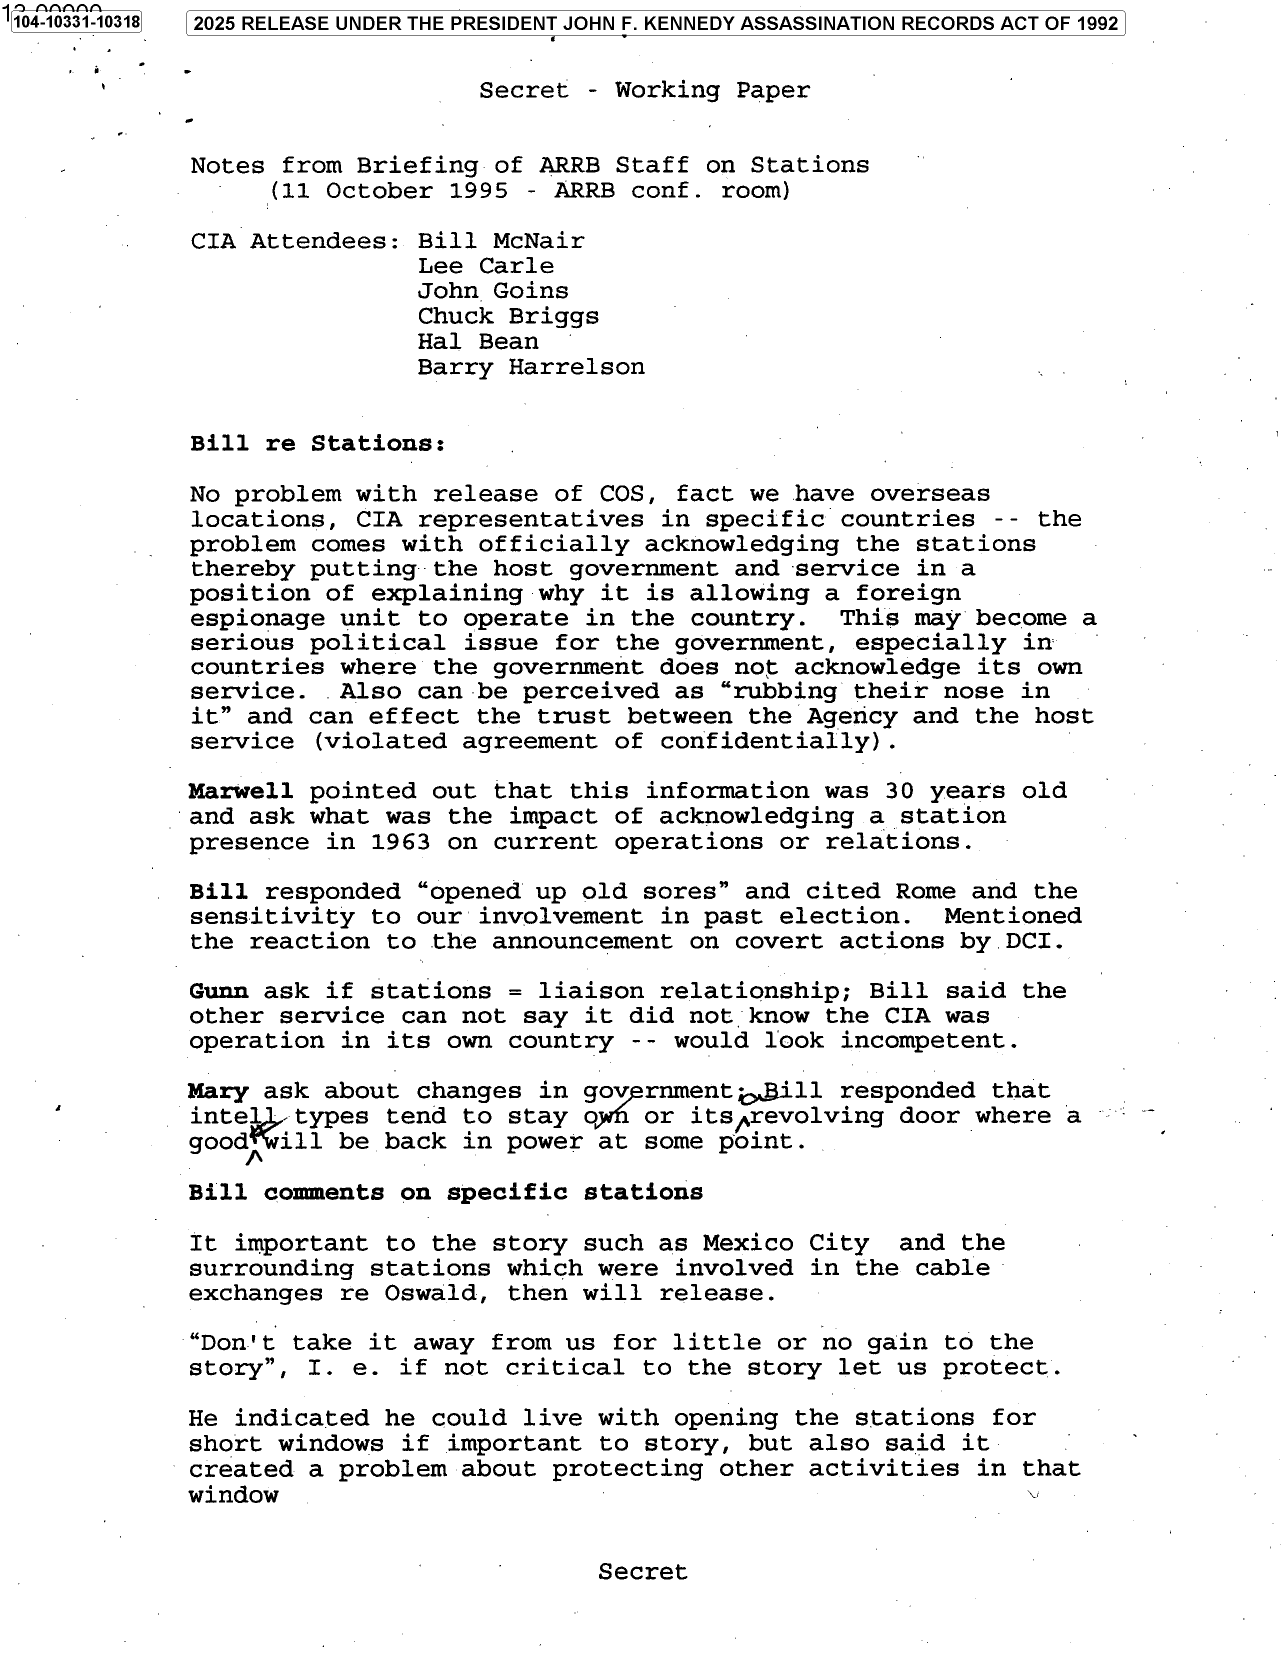 104-10331-10318
2025 RELEASE UNDER THE PRESIDENT JOHN F. KENNEDY ASSASSINATION RECORDS ACT OF 1992
Secret - Working Paper
Notes from Briefing of ARRB Staff on Stations
(11 October 1995 - ARRB conf. room)
CIA Attendees: Bill McNair
Lee Carle
John Goins
Chuck Briggs
Hal Bean
Barry Harrelson
Bill re Stations:
No problem with release of COS, fact we have overseas
locations, CIA representatives in specific countries -- the
problem comes with officially acknowledging the stations
thereby putting the host government and service in a
position of explaining why it is allowing a foreign
espionage unit to operate in the country. This may become a
serious political issue for the government, especially in
countries where the government does not acknowledge its own
service. Also can be perceived as “rubbing their nose in
it” and can effect the trust between the Agency and the host
service (violated agreement of confidentially).
Marwell pointed out that this information was 30 years old
and ask what was the impact of acknowledging a station
presence in 1963 on current operations or relations.
Bill responded “opened up old sores” and cited Rome and the
sensitivity to our involvement in past election. Mentioned
the reaction to the announcement on covert actions by DCI.
Gunn ask if stations = liaison relationship; Bill said the
other service can not say it did not know the CIA was
operation in its own country -- would look incompetent.
Mary ask about changes in government; Bill responded that
intell types tend to stay own or its revolving door where a
good will be back in power at some point.
Bill comments on specific stations
It important to the story such as Mexico City and the
surrounding stations which were involved in the cable
exchanges re Oswald, then will release.
“Don't take it away from us for little or no gain to the
story”, I. e. if not critical to the story let us protect.
He indicated he could live with opening the stations for
short windows if important to story, but also said it
created a problem about protecting other activities in that
window
Secret